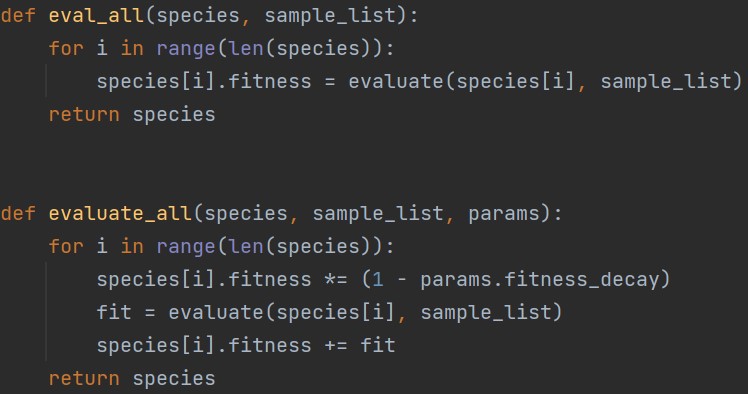 def eval_all(species, sample_list):
    for i in range(len(species)):
        species[i].fitness = evaluate(species[i], sample_list)
    return species
def evaluate_all(species, sample_list, params):
    for i in range(len(species)):
        species[i].fitness *= (1 - params.fitness_decay)
        fit = evaluate(species[i], sample_list)
        species[i].fitness += fit
    return species